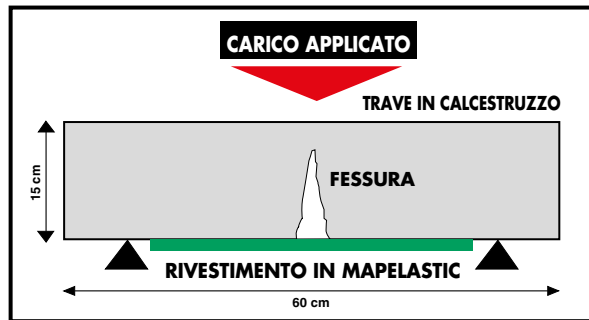 CARICO APPLICATO
TRAVE IN CALCESTRUZZO
15 cm
FESSURA
RIVESTIMENTO IN MAPELASTIC
60 cm